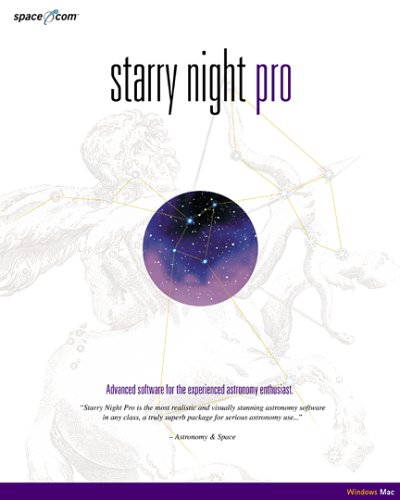 space.com™
starry night pro
Advanced software for the experienced astronomy enthusiast.
"Starry Night Pro is the most realistic and visually stunning astronomy software
in any class, a truly superb package for serious astronomy use..."
– Astronomy & Space
Windows Mac